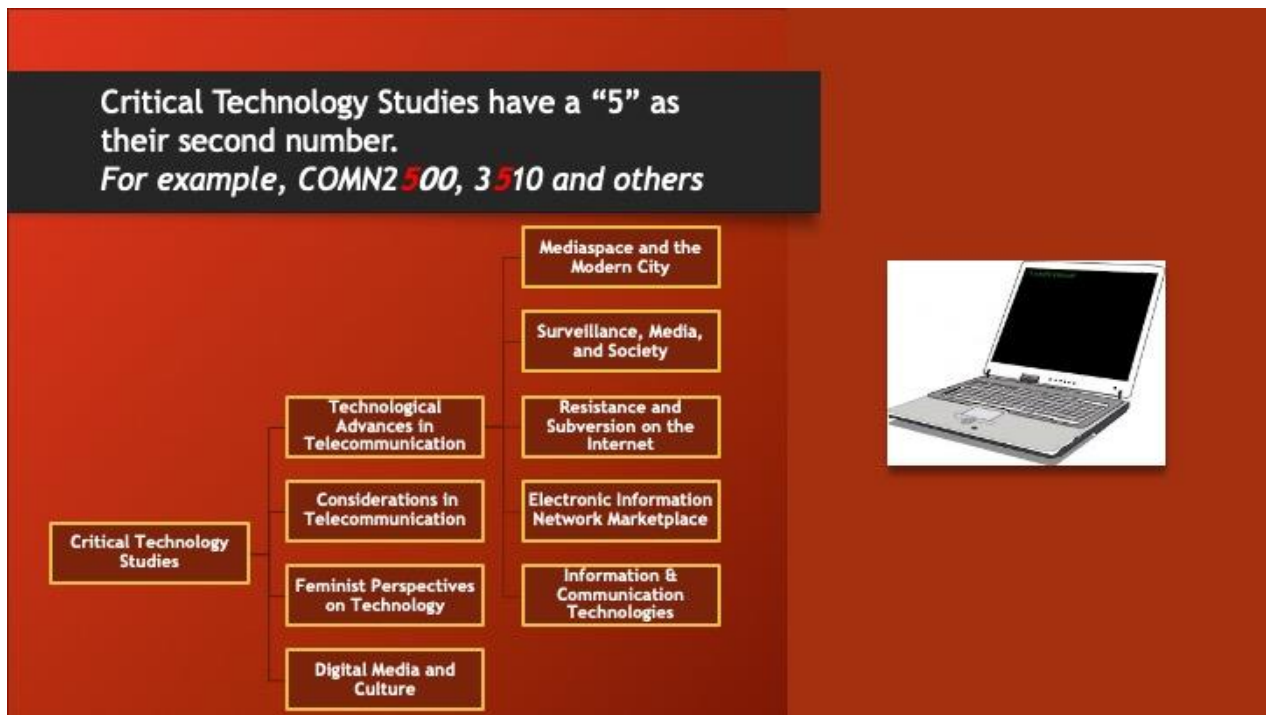 Critical Technology Studies have a “5” as
their second number.
For example, COMN2500, 3510 and others
Mediaspace and the
Modern City
Surveillance, Media,
and Society
Technological
Advances in
Telecommunication
Resistance and
Subversion on the
Internet
Considerations in
Telecommunication
Electronic Information
Network Marketplace
Critical Technology
Studies
Feminist Perspectives
on Technology
Information &
Communication
Technologies
Digital Media and
Culture